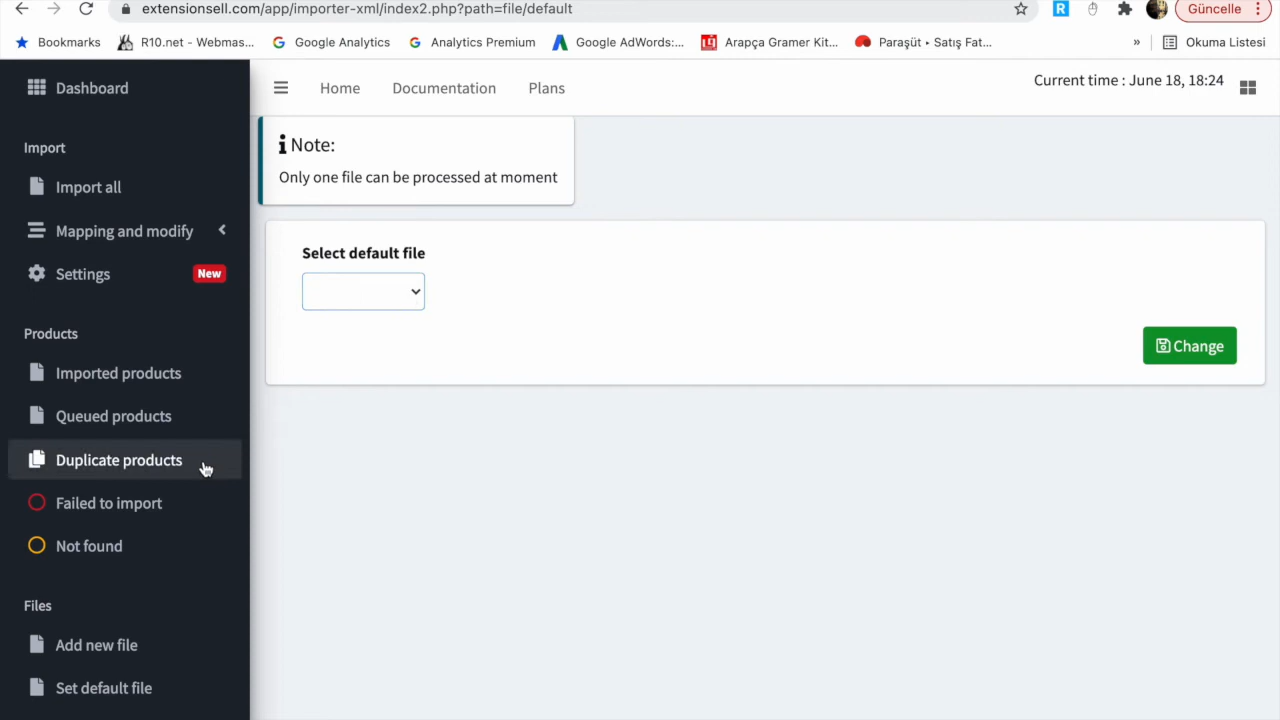 extensionsell.com/app/importer-xml/index2.php?path=file/default
R
Güncelle
Bookmarks
R10.net - Webmas...
Google Analytics
Analytics Premium
Google AdWords:...
Arapça Gramer Kit...
Paraşüt • Satış Fat...
»
Okuma Listesi
Dashboard
Import
Import all
Mapping and modify
Settings
New
Products
Imported products
Queued products
Duplicate products
Failed to import
Not found
Files
Add new file
Set default file
Home
Documentation
Plans
Current time : June 18, 18:24
Note:
Only one file can be processed at moment
Select default file
Change